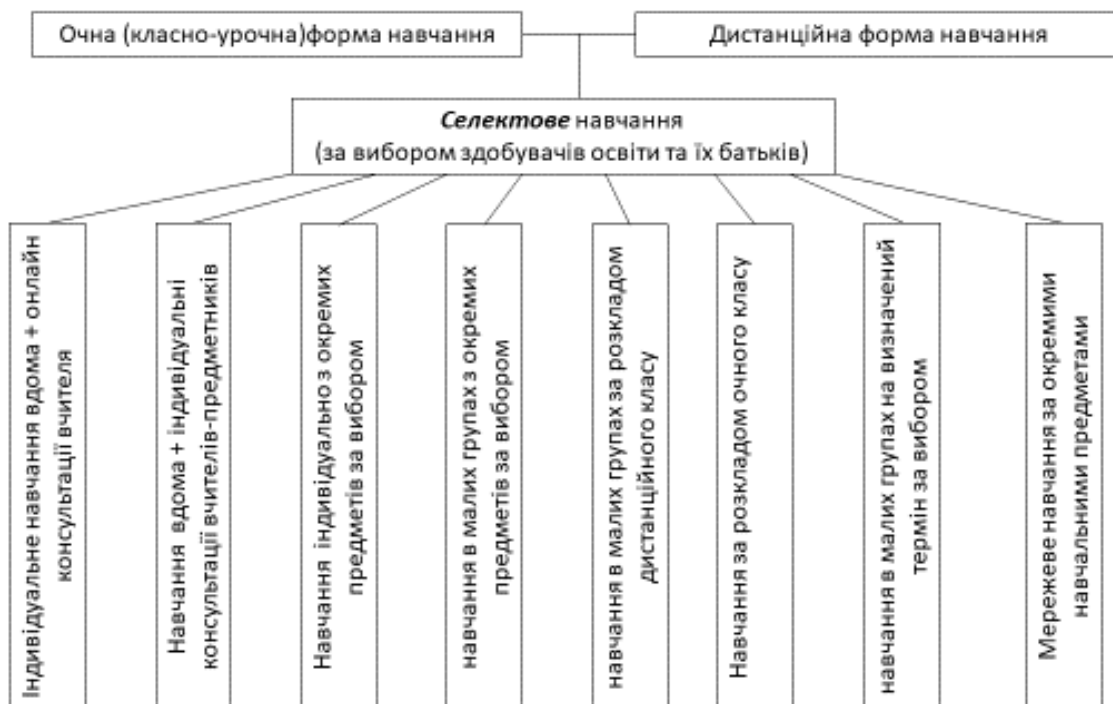 Очна (класно-урочна)форма навчання
Дистанційна форма навчання
Селектове навчання
(за вибором здобувачів освіти та їх батьків)
Індивідуальне навчання вдома + онлайн
консультації вчителя
Навчання вдома + індивідуальні
консультації вчителів-предметників
Навчання індивідуально з окремих
предметів за вибором
навчання в малих групах з окремих
предметів за вибором
навчання в малих групах за розкладом
дистанційного класу
Навчання за розкладом очного класу
навчання в малих групах на визначений
термін за вибором
Мережеве навчання за окремими
навчальними предметами